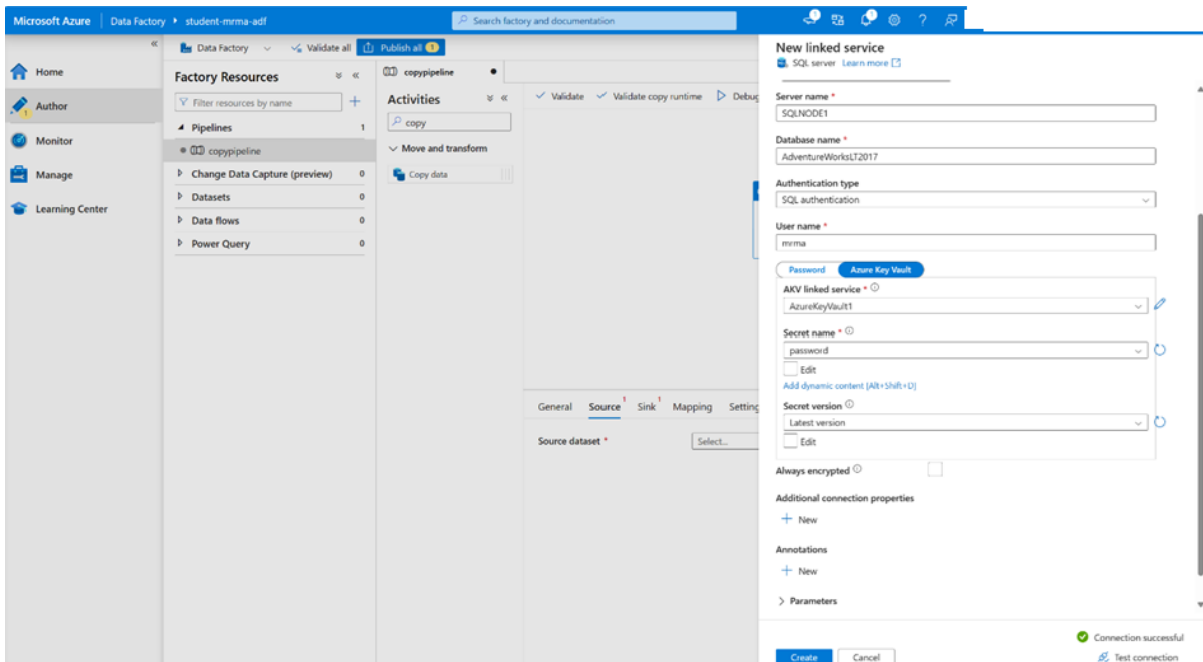 Microsoft Azure
Data Factory
student-mrma-adf
Search factory and documentation
Home
Author
1
Monitor
Manage
Learning Center
Data Factory
Validate all
Publish all 1
Factory Resources
Filter resources by name
Pipelines 1
copypipeline
Change Data Capture (preview) 0
Datasets 0
Data flows 0
Power Query 0
copypipeline
Activities
copy
Move and transform
Copy data
Validate
Validate copy runtime
Debug
General
Source 1
Sink 1
Mapping
Setting
Source dataset *
Select...
New linked service
SQL server Learn more
Server name *
SQLNODE1
Database name *
AdventureWorksLT2017
Authentication type
SQL authentication
User name *
mrma
Password
Azure Key Vault
AKV linked service *
AzureKeyVault1
Secret name *
password
Edit
Add dynamic content [Alt+Shift+D]
Secret version
Latest version
Edit
Always encrypted
Additional connection properties
New
Annotations
New
Parameters
Connection successful
Create
Cancel
Test connection